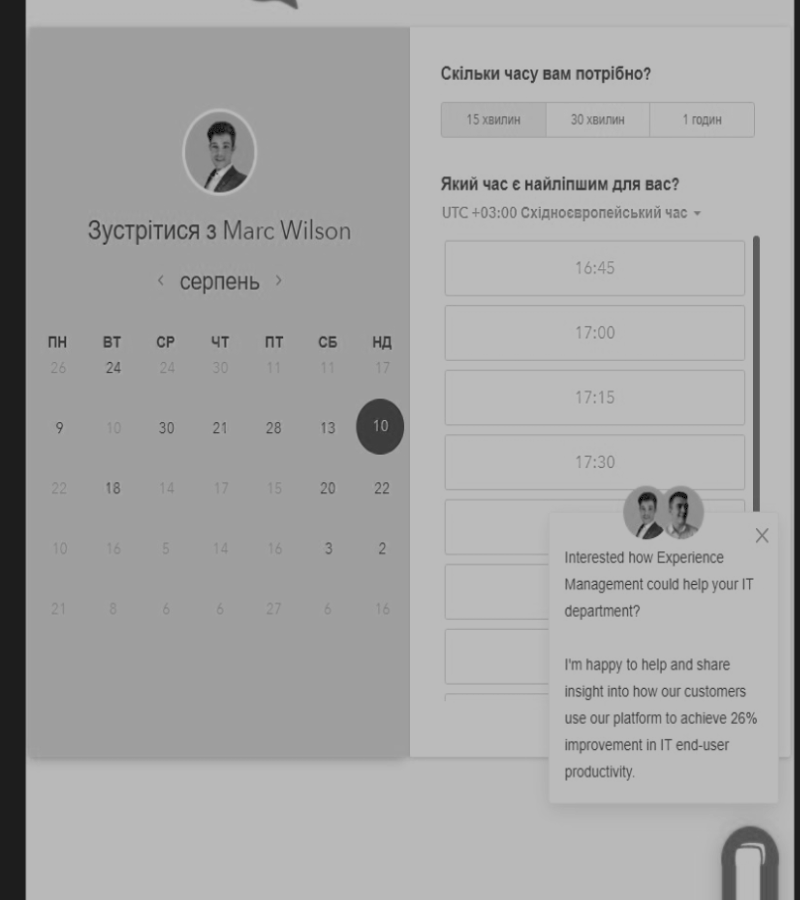 Зустрітися з Marc Wilson
серпень
ПН ВТ СР ЧТ ПТ СБ НД
26 24 24 30 11 11 17
9 10 30 21 28 13 10
22 18 14 17 15 20 22
10 16 5 14 16 3 2
21 8 6 6 27 6 16
Скільки часу вам потрібно?
15 хвилин 30 хвилин 1 годин
Який час є найліпшим для вас?
UTC +03:00 Східноєвропейський час
16:45
17:00
17:15
17:30
Interested how Experience
Management could help your IT
department?
I'm happy to help and share
insight into how our customers
use our platform to achieve 26%
improvement in IT end-user
productivity.